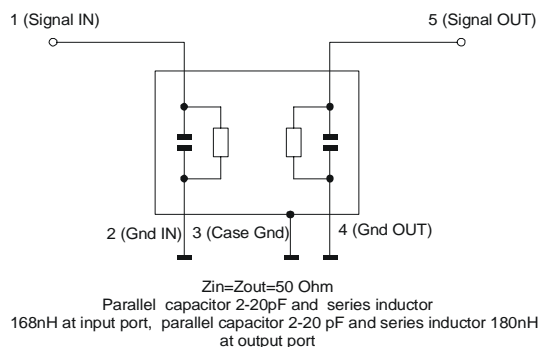 1 (Signal IN)
5 (Signal OUT)
2 (Gnd IN)
3 (Case Gnd)
4 (Gnd OUT)
Zin=Zout=50 Ohm
Parallel capacitor 2-20pF and series inductor
168nH at input port, parallel capacitor 2-20 pF and series inductor 180nH
at output port